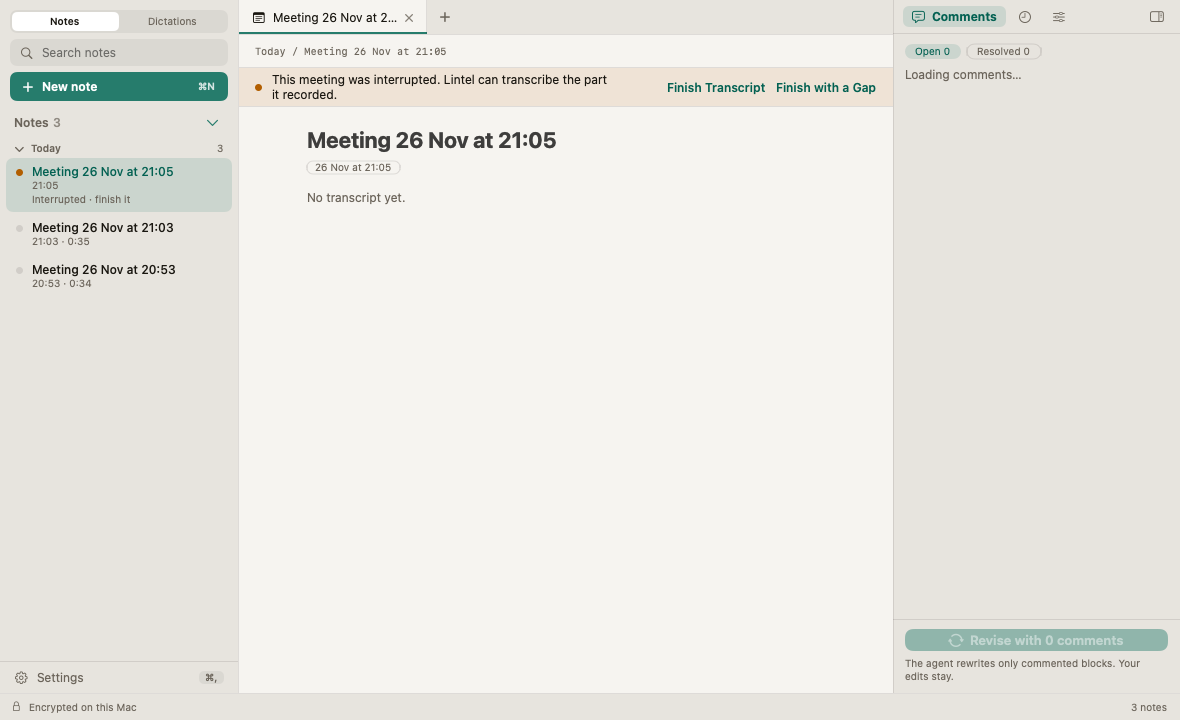 Notes
Dictations
Search notes
New note ⌘N
Notes 3
Today 3
Meeting 26 Nov at 21:05
21:05
Interrupted · finish it
Meeting 26 Nov at 21:03
21:03 · 0:35
Meeting 26 Nov at 20:53
20:53 · 0:34
Settings ⌘,
Encrypted on this Mac
Meeting 26 Nov at 2...
Today / Meeting 26 Nov at 21:05
This meeting was interrupted. Lintel can transcribe the part
it recorded.
Finish Transcript Finish with a Gap
Meeting 26 Nov at 21:05
26 Nov at 21:05
No transcript yet.
Comments
Open 0 Resolved 0
Loading comments...
Revise with 0 comments
The agent rewrites only commented blocks. Your
edits stay.
3 notes